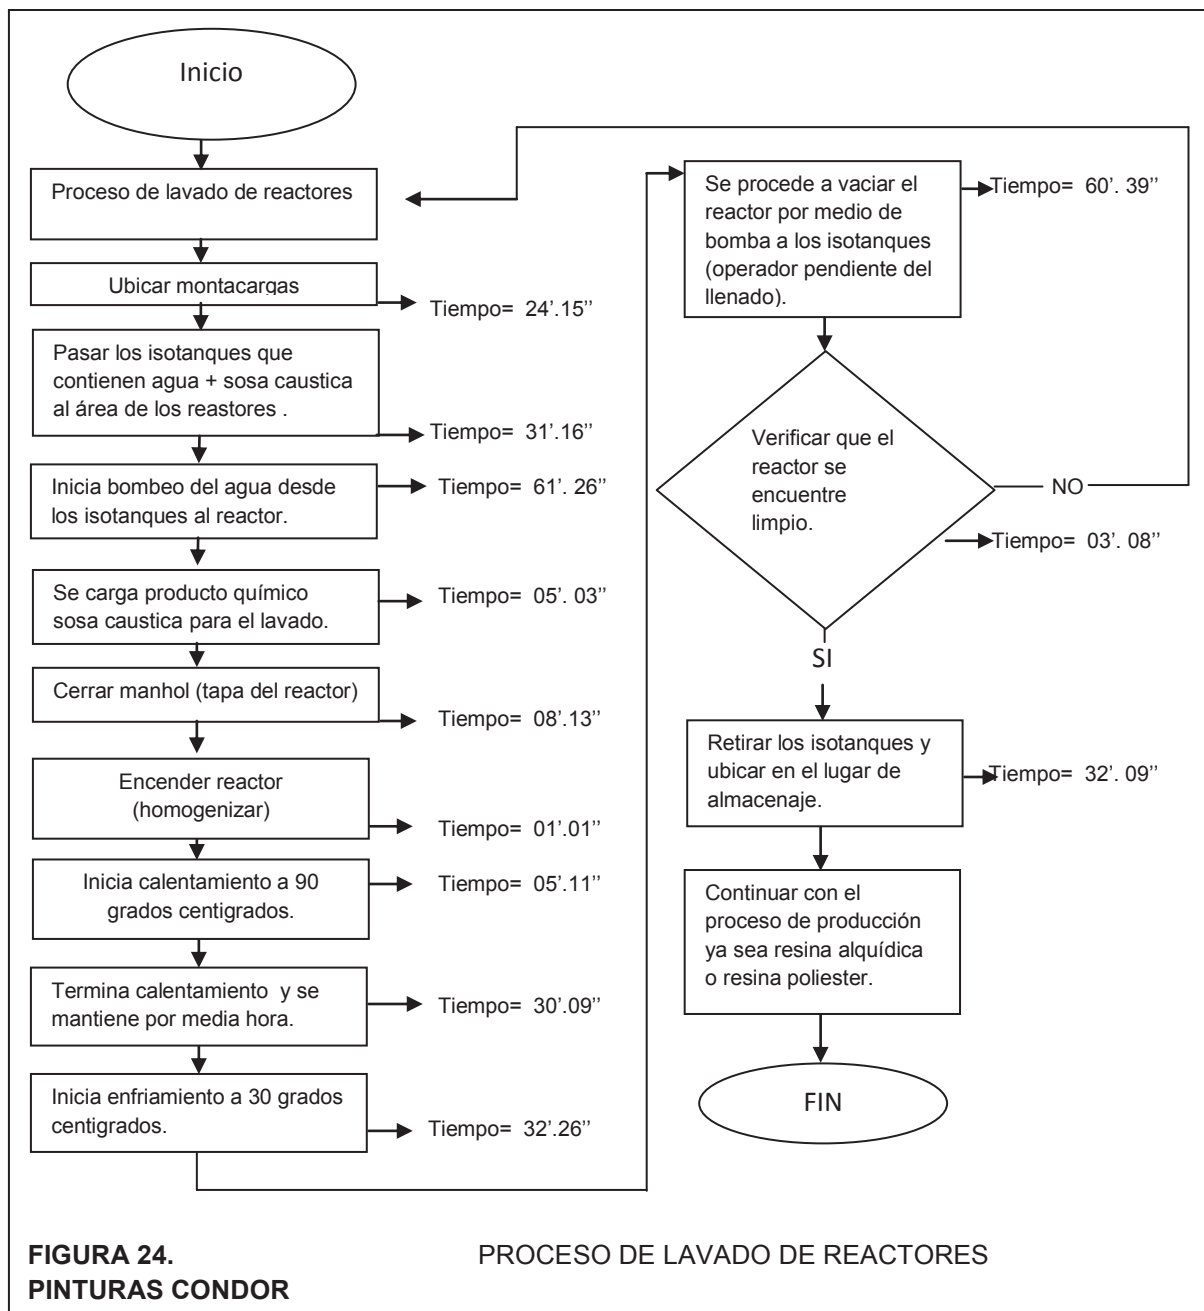 Inicio
Proceso de lavado de reactores
Ubicar montacargas
Tiempo= 24’.15’’
Pasar los isotanques que
contienen agua + sosa caustica
al área de los reastores .
Tiempo= 31’.16’’
Inicia bombeo del agua desde
los isotanques al reactor.
Tiempo= 61’. 26’’
Se carga producto químico
sosa caustica para el lavado.
Tiempo= 05’. 03’’
Cerrar manhol (tapa del reactor)
Tiempo= 08’.13’’
Encender reactor
(homogenizar)
Tiempo= 01’.01’’
Inicia calentamiento a 90
grados centigrados.
Tiempo= 05’.11’’
Termina calentamiento y se
mantiene por media hora.
Tiempo= 30’.09’’
Inicia enfriamiento a 30 grados
centigrados.
Tiempo= 32’.26’’
Se procede a vaciar el
reactor por medio de
bomba a los isotanques
(operador pendiente del
llenado).
Tiempo= 60’. 39’’
Verificar que el
reactor se
encuentre
limpio.
NO
Tiempo= 03’. 08’’
SI
Retirar los isotanques y
ubicar en el lugar de
almacenaje.
Tiempo= 32’. 09’’
Continuar con el
proceso de producción
ya sea resina alquídica
o resina poliester.
FIN
FIGURA 24. PROCESO DE LAVADO DE REACTORES
PINTURAS CONDOR